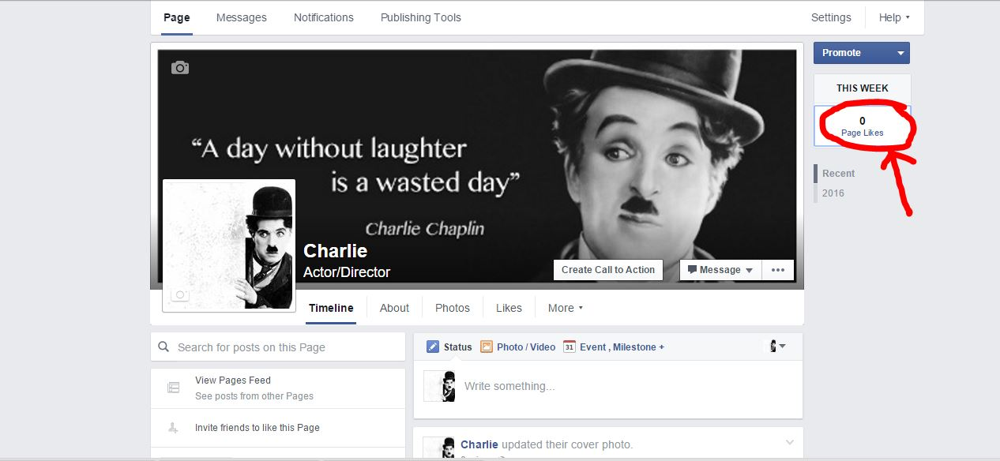 Page Messages Notifications Publishing Tools Settings Help
Promote
THIS WEEK
0
Page Likes
Recent
2016
“A day without laughter
is a wasted day”
Charlie Chaplin
Charlie
Actor/Director
Create Call to Action Message •••
Timeline About Photos Likes More
Search for posts on this Page
View Pages Feed
See posts from other Pages
Invite friends to like this Page
Status Photo / Video 31 Event , Milestone +
Write something...
Charlie updated their cover photo.